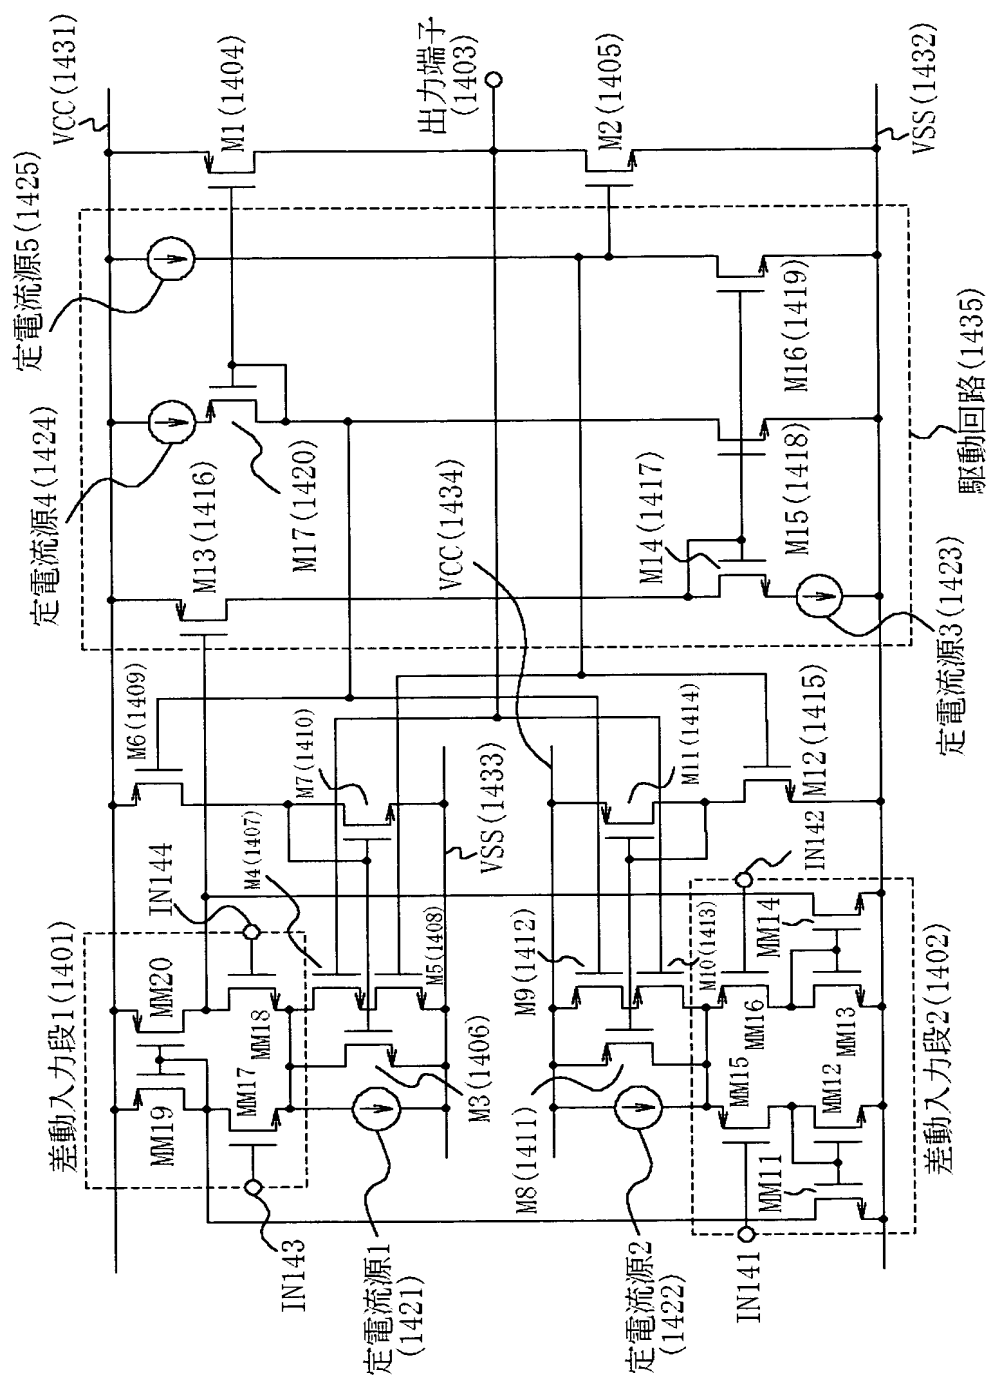 VCC(1431)
M1(1404)
出力端子
(1403)
M2(1405)
VSS(1432)
定電流源5(1425)
定電流源4(1424)
M13(1416)
M17(1420)
VCC(1434)
M14(1417)
M15(1418)
M16(1419)
駆動回路(1435)
定電流源3(1423)
M6(1409)
M7(1410)
VSS(1433)
M11(1414)
M12(1415)
IN142
IN144
M4(1407)
M5(1408)
M9(1412)
M10(1413)
MM14
差動入力段1(1401)
MM20
MM18
MM17
MM19
M3(1406)
MM16
MM13
MM15
MM12
差動入力段2(1402)
M8(1411)
MM11
IN143
定電流源1
(1421)
定電流源2
(1422)
IN141